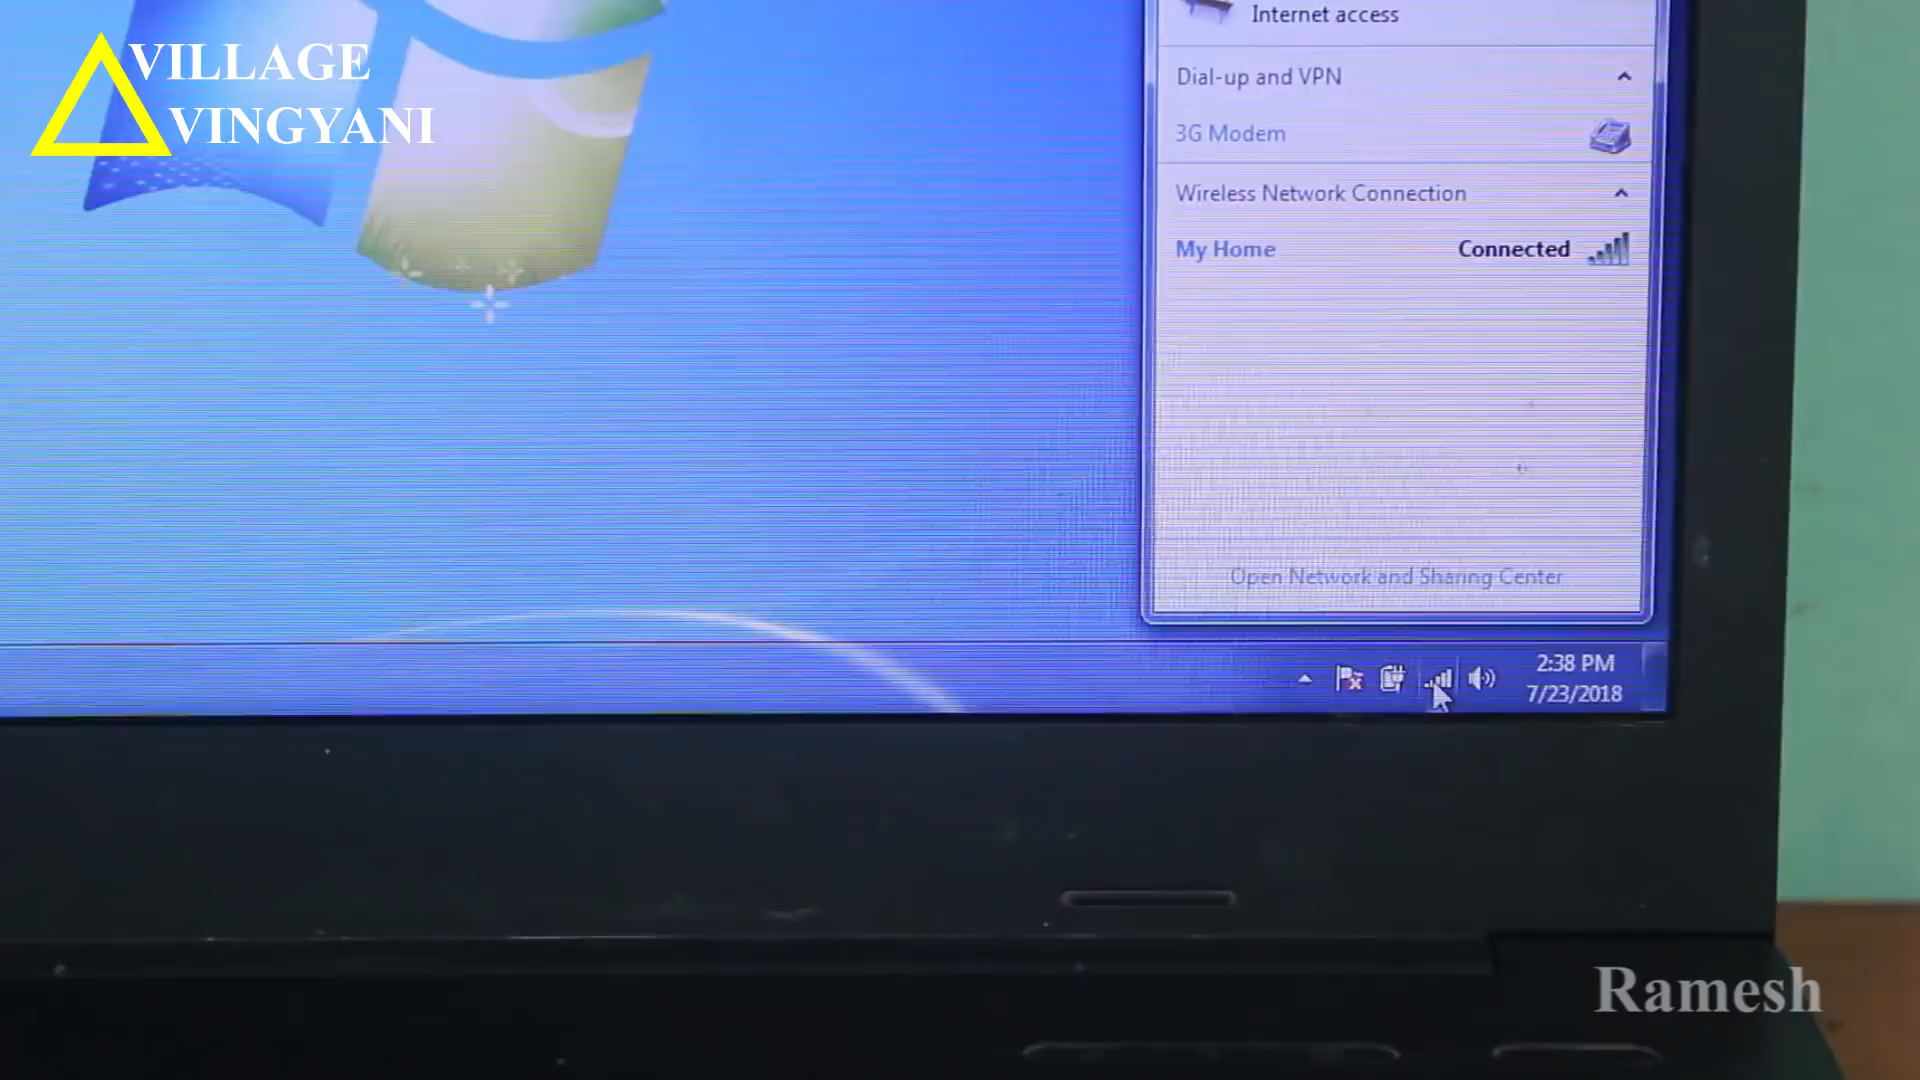 VILLAGE
VINGYANI
Internet access
Dial-up and VPN
3G Modem
Wireless Network Connection
My Home Connected
Open Network and Sharing Center
2:38 PM
7/23/2018
Ramesh